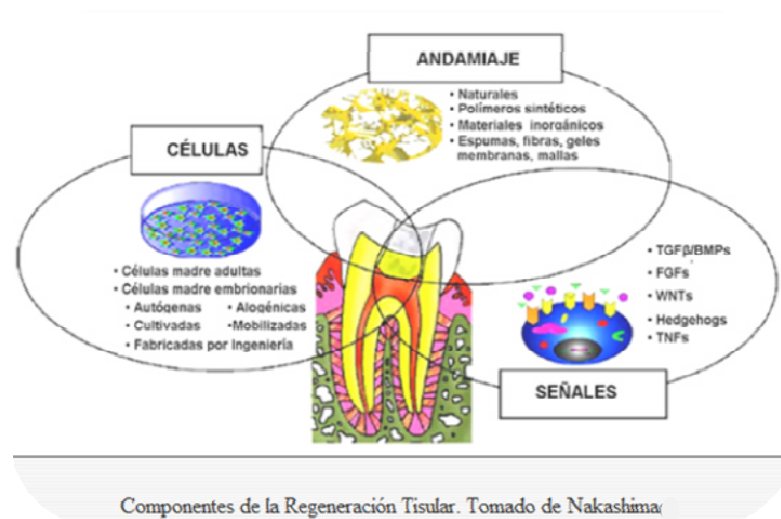 ANDAMIAJE
• Naturales
• Polímeros sintéticos
• Materiales inorgánicos
• Espumas, fibras, geles
membranas, mallas
CÉLULAS
• Células madre adultas
• Células madre embrionarias
• Autógenas • Alogénicas
• Cultivadas • Mobilizadas
• Fabricadas por Ingeniería
• TGFβ/BMPs
• FGFs
• WNTs
• Hedgehogs
• TNFs
SEÑALES
Componentes de la Regeneración Tisular. Tomado de Nakashima